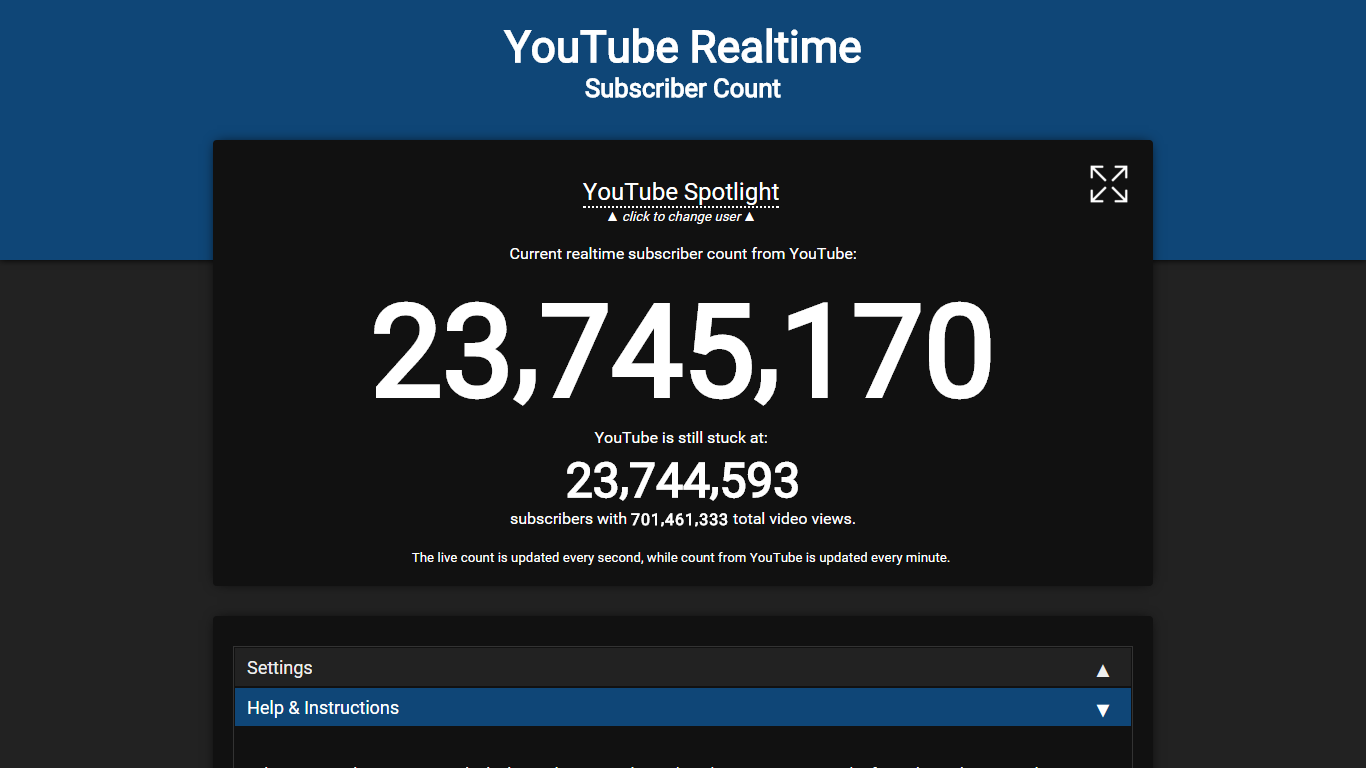 YouTube Realtime
Subscriber Count
YouTube Spotlight
▲ click to change user ▲
Current realtime subscriber count from YouTube:
23,745,170
YouTube is still stuck at:
23,744,593
subscribers with 701,461,333 total video views.
The live count is updated every second, while count from YouTube is updated every minute.
Settings ▲
Help & Instructions ▼